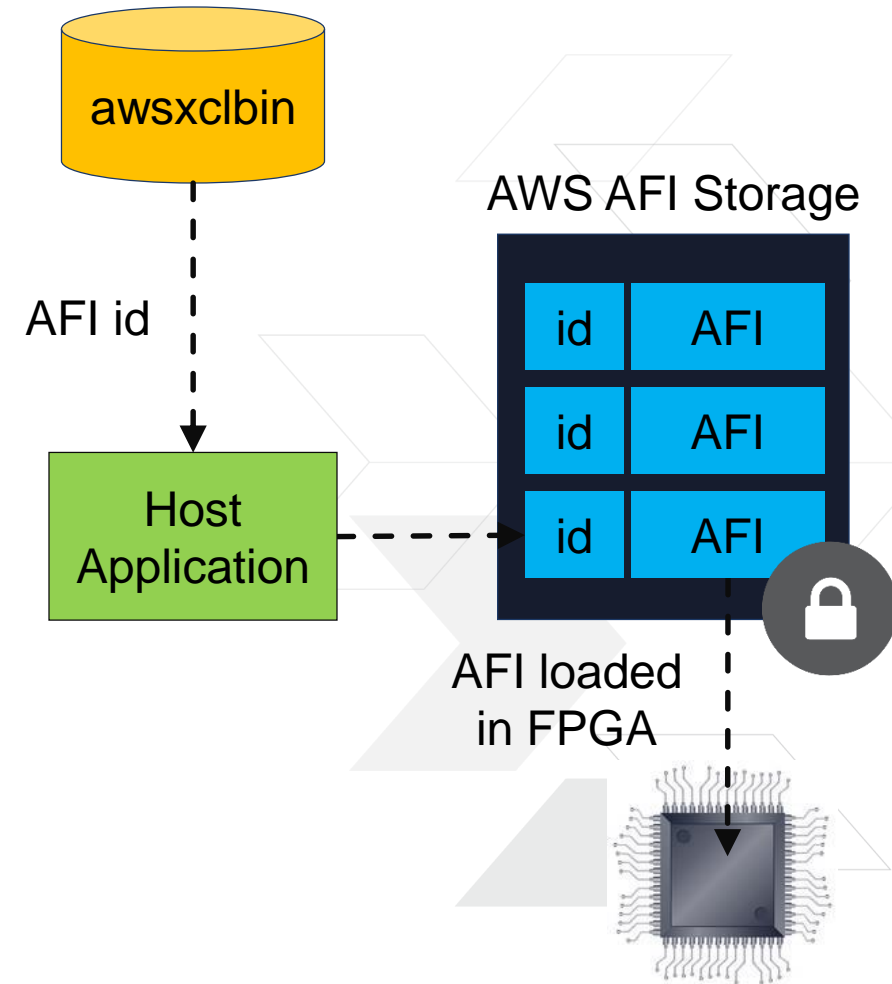 awsxclbin
AWS AFI Storage
AFI id
id AFI
id AFI
id AFI
Host
Application
AFI loaded
in FPGA